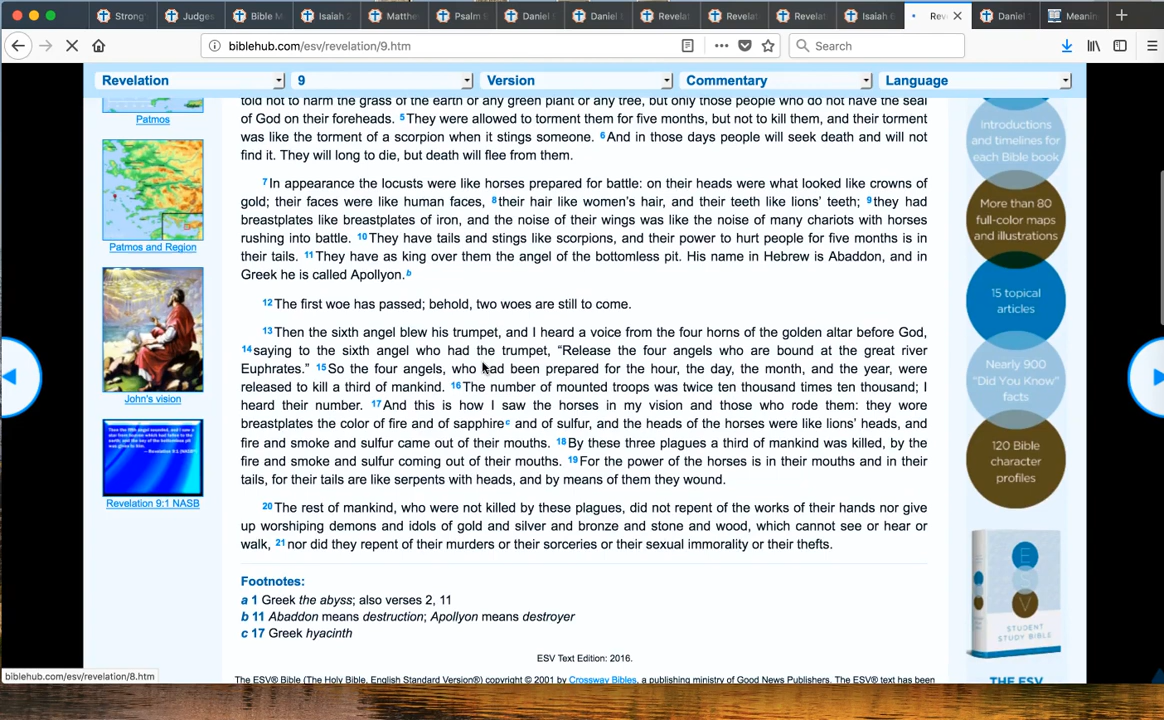 Strong
Judges
Bible M
Isaiah 2
Matthe
Psalm
Daniel
Daniel
Revelat
Revelat
Revelat
Isaiah 6
Rev
Daniel
Meanin
biblehub.com/esv/revelation/9.htm
Search
Revelation
9
Version
Commentary
Language
told not to harm the grass of the earth or any green plant or any tree, but only those people who do not have the seal
of God on their foreheads. 5 They were allowed to torment them for five months, but not to kill them, and their torment
was like the torment of a scorpion when it stings someone. 6 And in those days people will seek death and will not
find it. They will long to die, but death will flee from them.
7 In appearance the locusts were like horses prepared for battle: on their heads were what looked like crowns of
gold; their faces were like human faces, 8 their hair like women's hair, and their teeth like lions' teeth; 9 they had
breastplates like breastplates of iron, and the noise of their wings was like the noise of many chariots with horses
rushing into battle. 10 They have tails and stings like scorpions, and their power to hurt people for five months is in
their tails. 11 They have as king over them the angel of the bottomless pit. His name in Hebrew is Abaddon, and in
Greek he is called Apollyon. b
12 The first woe has passed; behold, two woes are still to come.
13 Then the sixth angel blew his trumpet, and I heard a voice from the four horns of the golden altar before God,
14 saying to the sixth angel who had the trumpet, “Release the four angels who are bound at the great river
Euphrates.” 15 So the four angels, who had been prepared for the hour, the day, the month, and the year, were
released to kill a third of mankind. 16 The number of mounted troops was twice ten thousand times ten thousand; I
heard their number. 17 And this is how I saw the horses in my vision and those who rode them: they wore
breastplates the color of fire and of sapphire c and of sulfur, and the heads of the horses were like lions' heads, and
fire and smoke and sulfur came out of their mouths. 18 By these three plagues a third of mankind was killed, by the
fire and smoke and sulfur coming out of their mouths. 19 For the power of the horses is in their mouths and in their
tails, for their tails are like serpents with heads, and by means of them they wound.
20 The rest of mankind, who were not killed by these plagues, did not repent of the works of their hands nor give
up worshiping demons and idols of gold and silver and bronze and stone and wood, which cannot see or hear or
walk, 21 nor did they repent of their murders or their sorceries or their sexual immorality or their thefts.
Footnotes:
a 1 Greek the abyss; also verses 2, 11
b 11 Abaddon means destruction; Apollyon means destroyer
c 17 Greek hyacinth
ESV Text Edition: 2016.
The ESV® Bible (The Holy Bible, English Standard Version®) copyright © 2001 by Crossway Bibles, a publishing ministry of Good News Publishers. The ESV® text has been
Patmos
Patmos and Region
John's vision
Revelation 9:1 NASB
Introductions
and timelines for
each Bible book
More than 80
full-color maps
and illustrations
15 topical
articles
Nearly 900
"Did You Know"
facts
120 Bible
character
profiles
ESV
STUDENT
STUDY BIBLE
THE ESV
biblehub.com/esv/revelation/8.htm